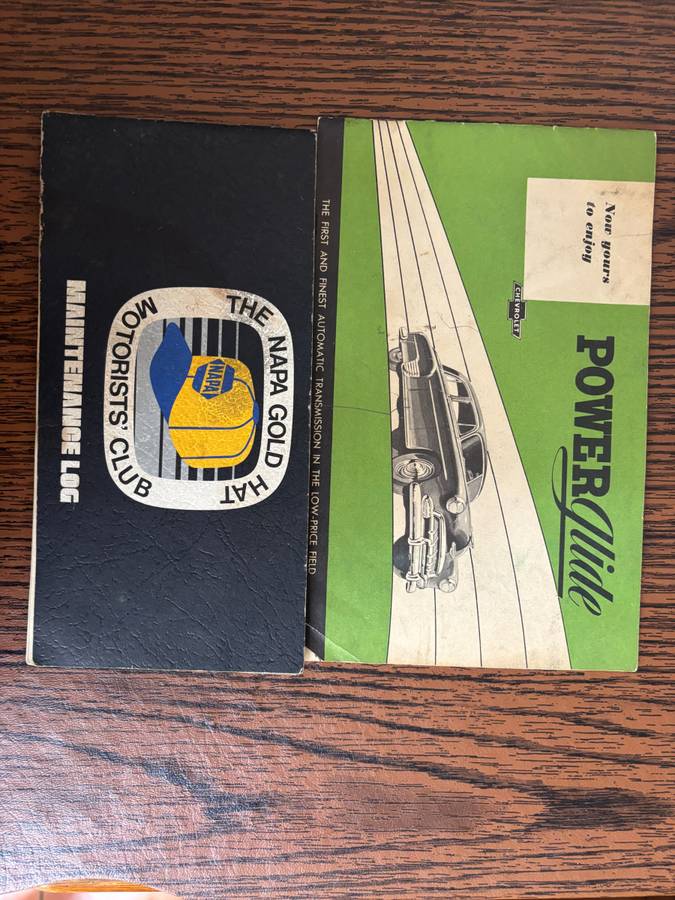 Now yours
to enjoy
CHEVROLET
POWERGlide
THE FIRST AND FINEST AUTOMATIC TRANSMISSION IN THE LOW-PRICE FIELD
THE NAPA GOLD HAT
NAPA
MOTORISTS' CLUB
MAINTENANCE LOG